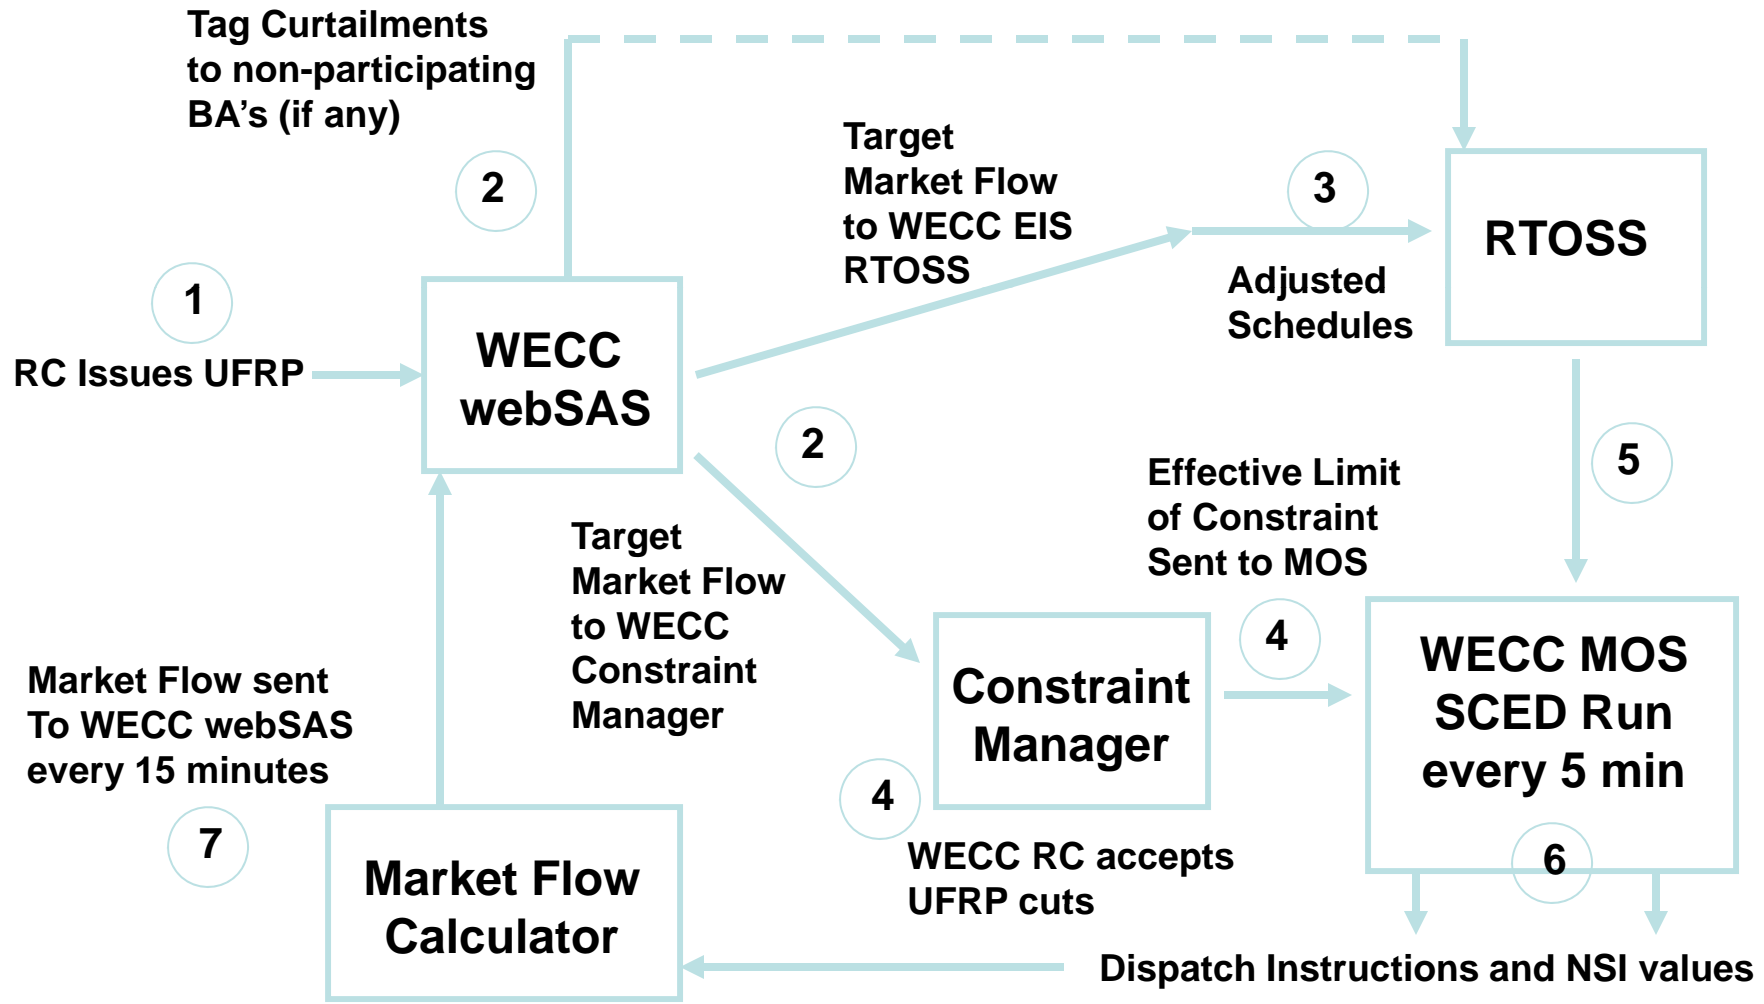 Tag Curtailments
to non-participating
BA’s (if any)
2
Target
Market Flow
to WECC EIS
RTOSS
3
Adjusted
Schedules
RTOSS
1
RC Issues UFRP
WECC
webSAS
2
Target
Market Flow
to WECC
Constraint
Manager
Effective Limit
of Constraint
Sent to MOS
4
5
Constraint
Manager
4
WECC RC accepts
UFRP cuts
WECC MOS
SCED Run
every 5 min
6
Dispatch Instructions and NSI values
Market Flow sent
To WECC webSAS
every 15 minutes
7
Market Flow
Calculator